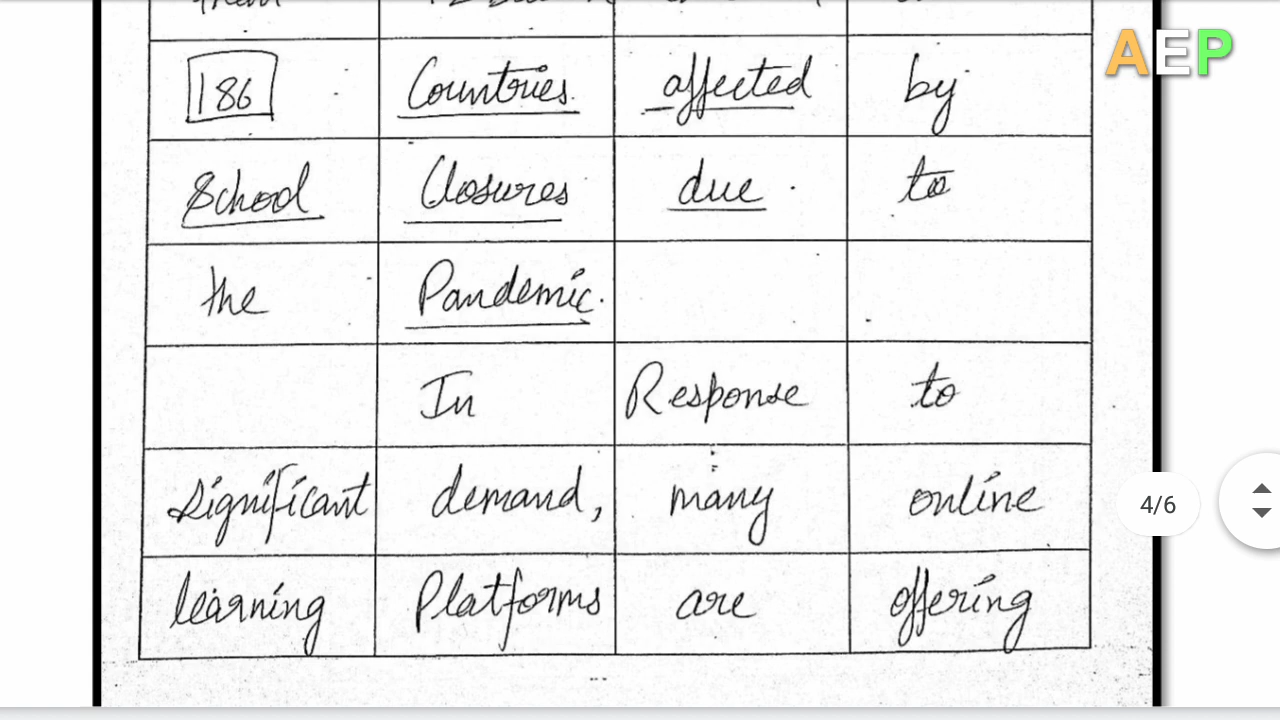 AEP
186 Countries affected by
School Closures due to
the Pandemic.
In Response to
significant demand, many online
learning Platforms are offering
4/6